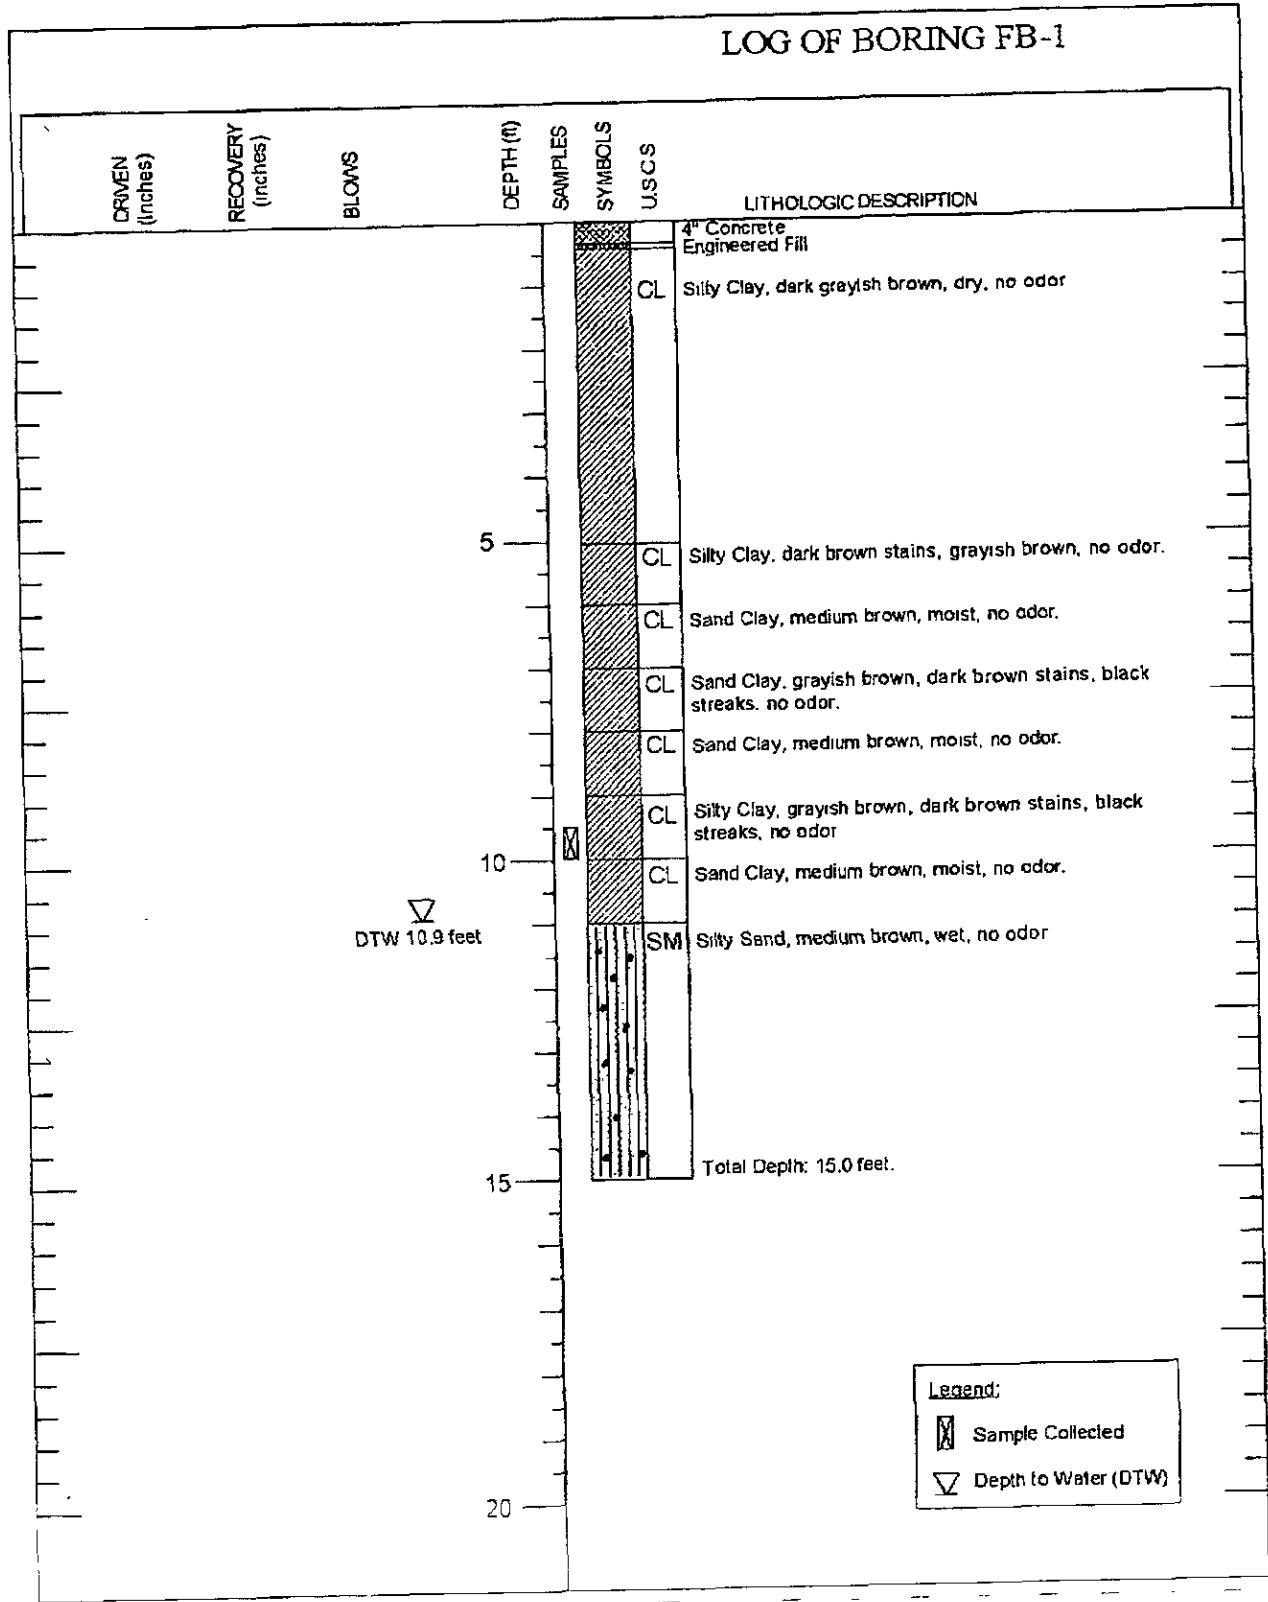 LOG OF BORING FB-1
DRIVEN
(Inches)
RECOVERY
(inches)
BLOWS
DEPTH (ft)
SAMPLES
SYMBOLS
U.S.C.S
LITHOLOGIC DESCRIPTION
4" Concrete
Engineered Fill
CL Silty Clay, dark grayish brown, dry, no odor
5
CL Silty Clay, dark brown stains, grayish brown, no odor.
CL Sand Clay, medium brown, moist, no odor.
CL Sand Clay, grayish brown, dark brown stains, black
streaks. no odor.
CL Sand Clay, medium brown, moist, no odor.
CL Silty Clay, grayish brown, dark brown stains, black
streaks, no odor
10
CL Sand Clay, medium brown, moist, no odor.
DTW 10.9 feet
SM Silty Sand, medium brown, wet, no odor
Total Depth: 15.0 feet.
15
Legend:
Sample Collected
Depth to Water (DTW)
20